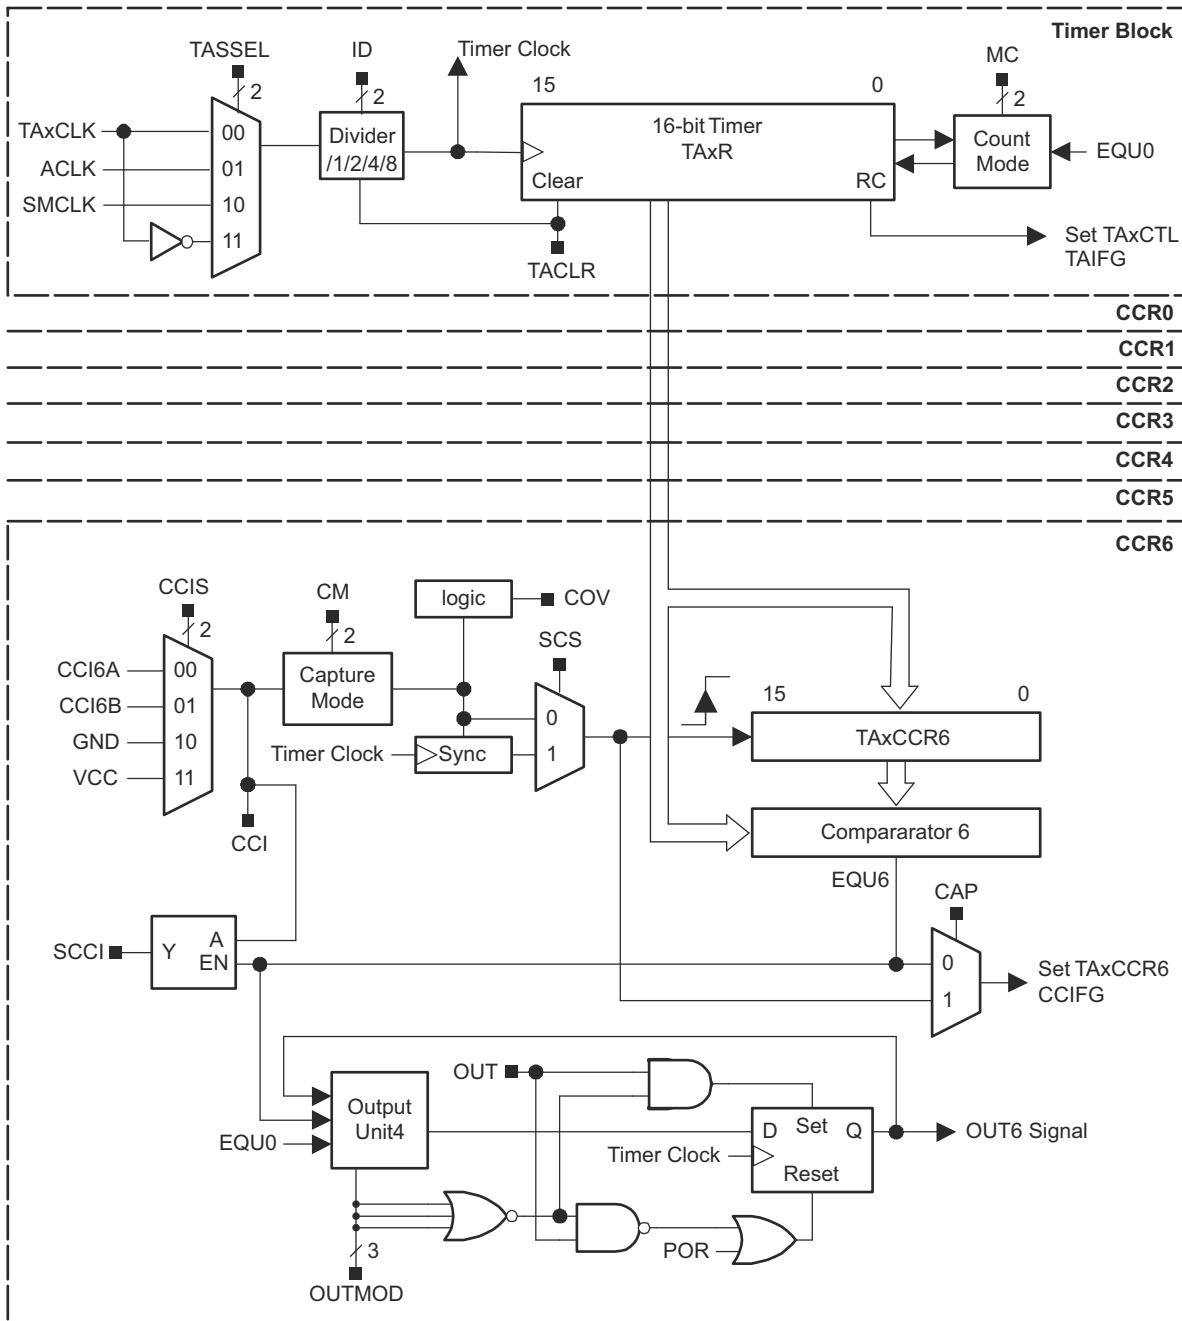 Timer Block
TASSEL
ID
Timer Clock
15
0
MC
2
2
2
TAxCLK
ACLK
SMCLK
00
01
10
11
Divider
/1/2/4/8
16-bit Timer
TAxR
Clear
RC
Count
Mode
EQU0
TACLR
Set TAxCTL
TAIFG
CCR0
CCR1
CCR2
CCR3
CCR4
CCR5
CCR6
CCIS
2
CM
2
logic
COV
SCS
CCI6A
CCI6B
GND
VCC
00
01
10
11
Capture
Mode
Timer Clock
Sync
0
1
15
0
TAxCCR6
CCI
Compararator 6
EQU6
CAP
SCCI
Y
A
EN
0
1
Set TAxCCR6
CCIFG
OUT
Output
Unit4
EQU0
D
Set
Q
Timer Clock
Reset
OUT6 Signal
POR
3
OUTMOD